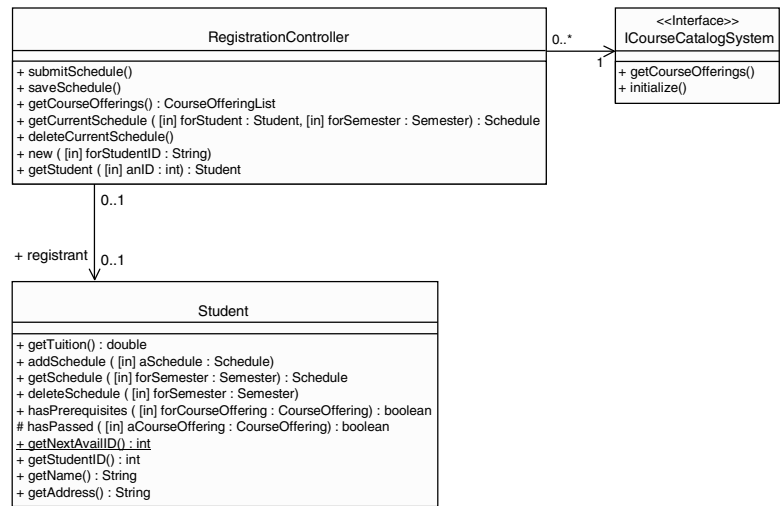 RegistrationController
+ submitSchedule()
+ saveSchedule()
+ getCourseOfferings() : CourseOfferingList
+ getCurrentSchedule ( [in] forStudent : Student, [in] forSemester : Semester) : Schedule
+ deleteCurrentSchedule()
+ new ( [in] forStudentID : String)
+ getStudent ( [in] anID : int) : Student
0..*
1
<<Interface>>
ICourseCatalogSystem
+ getCourseOfferings()
+ initialize()
0..1
+ registrant
0..1
Student
+ getTuition() : double
+ addSchedule ( [in] aSchedule : Schedule)
+ getSchedule ( [in] forSemester : Semester) : Schedule
+ deleteSchedule ( [in] forSemester : Semester)
+ hasPrerequisites ( [in] forCourseOffering : CourseOffering) : boolean
# hasPassed ( [in] aCourseOffering : CourseOffering) : boolean
+ getNextAvailID() : int
+ getStudentID() : int
+ getName() : String
+ getAddress() : String